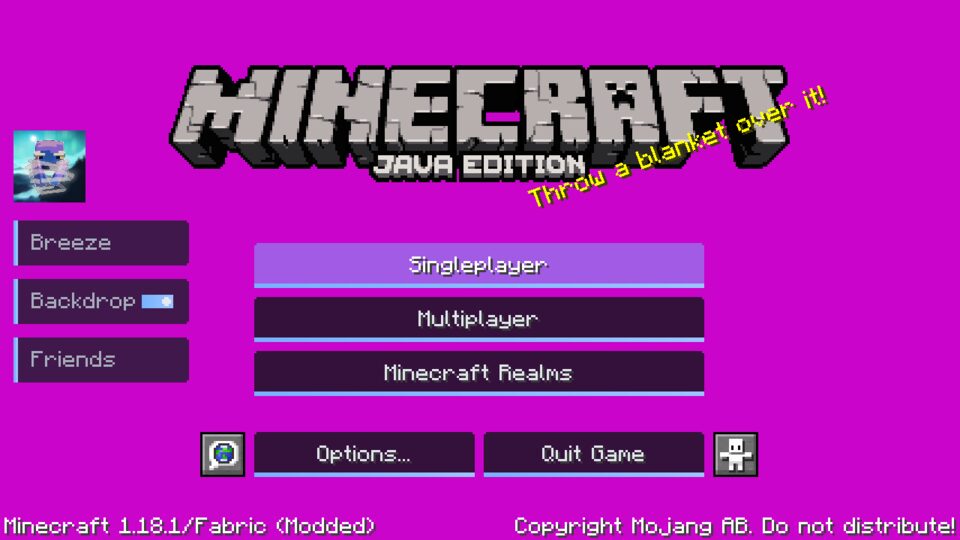 MINECRAFT
JAVA EDITION
Throw a blanket over it!
Breeze
Backdrop
Friends
Singleplayer
Multiplayer
Minecraft Realms
Options...
Quit Game
Minecraft 1.18.1/Fabric (Modded)
Copyright Mojang AB. Do not distribute!